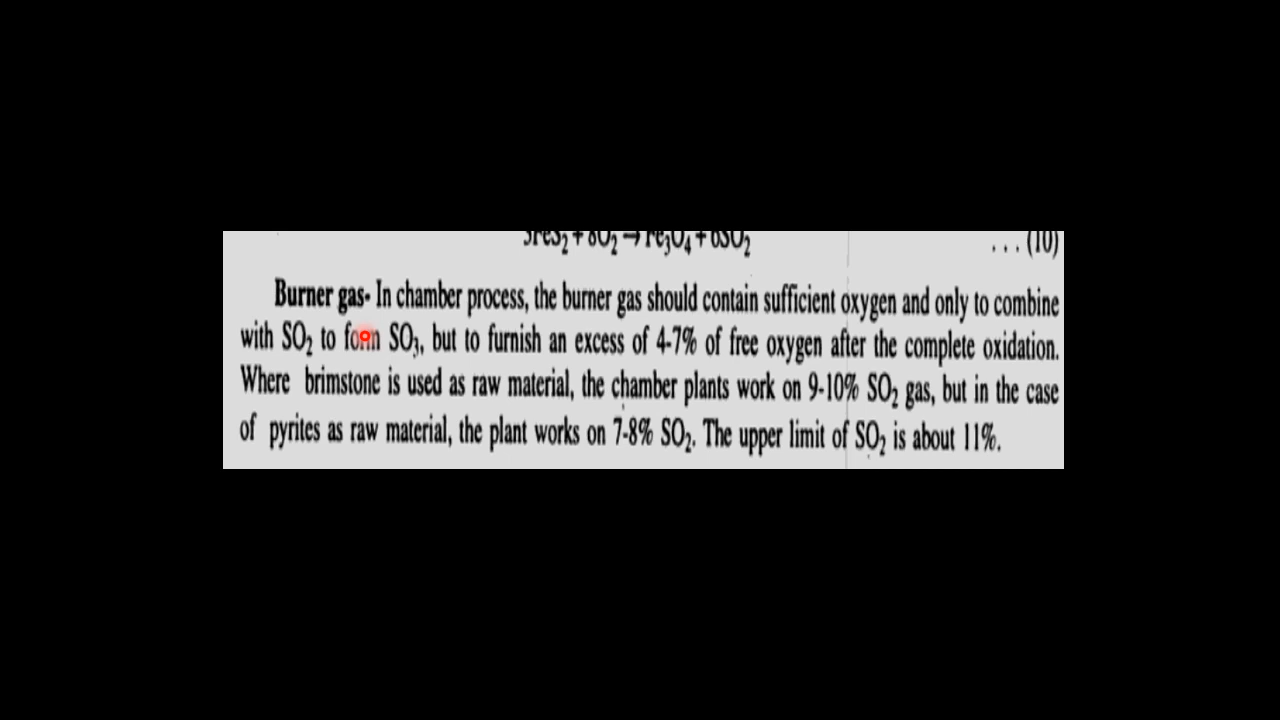 3FeS₂ + 8O₂ → Fe₃O₄ + 6SO₂ . . . (10)
Burner gas- In chamber process, the burner gas should contain sufficient oxygen and only to combine
with SO₂ to form SO₃, but to furnish an excess of 4-7% of free oxygen after the complete oxidation.
Where brimstone is used as raw material, the chamber plants work on 9-10% SO₂ gas, but in the case
of pyrites as raw material, the plant works on 7-8% SO₂. The upper limit of SO₂ is about 11%.